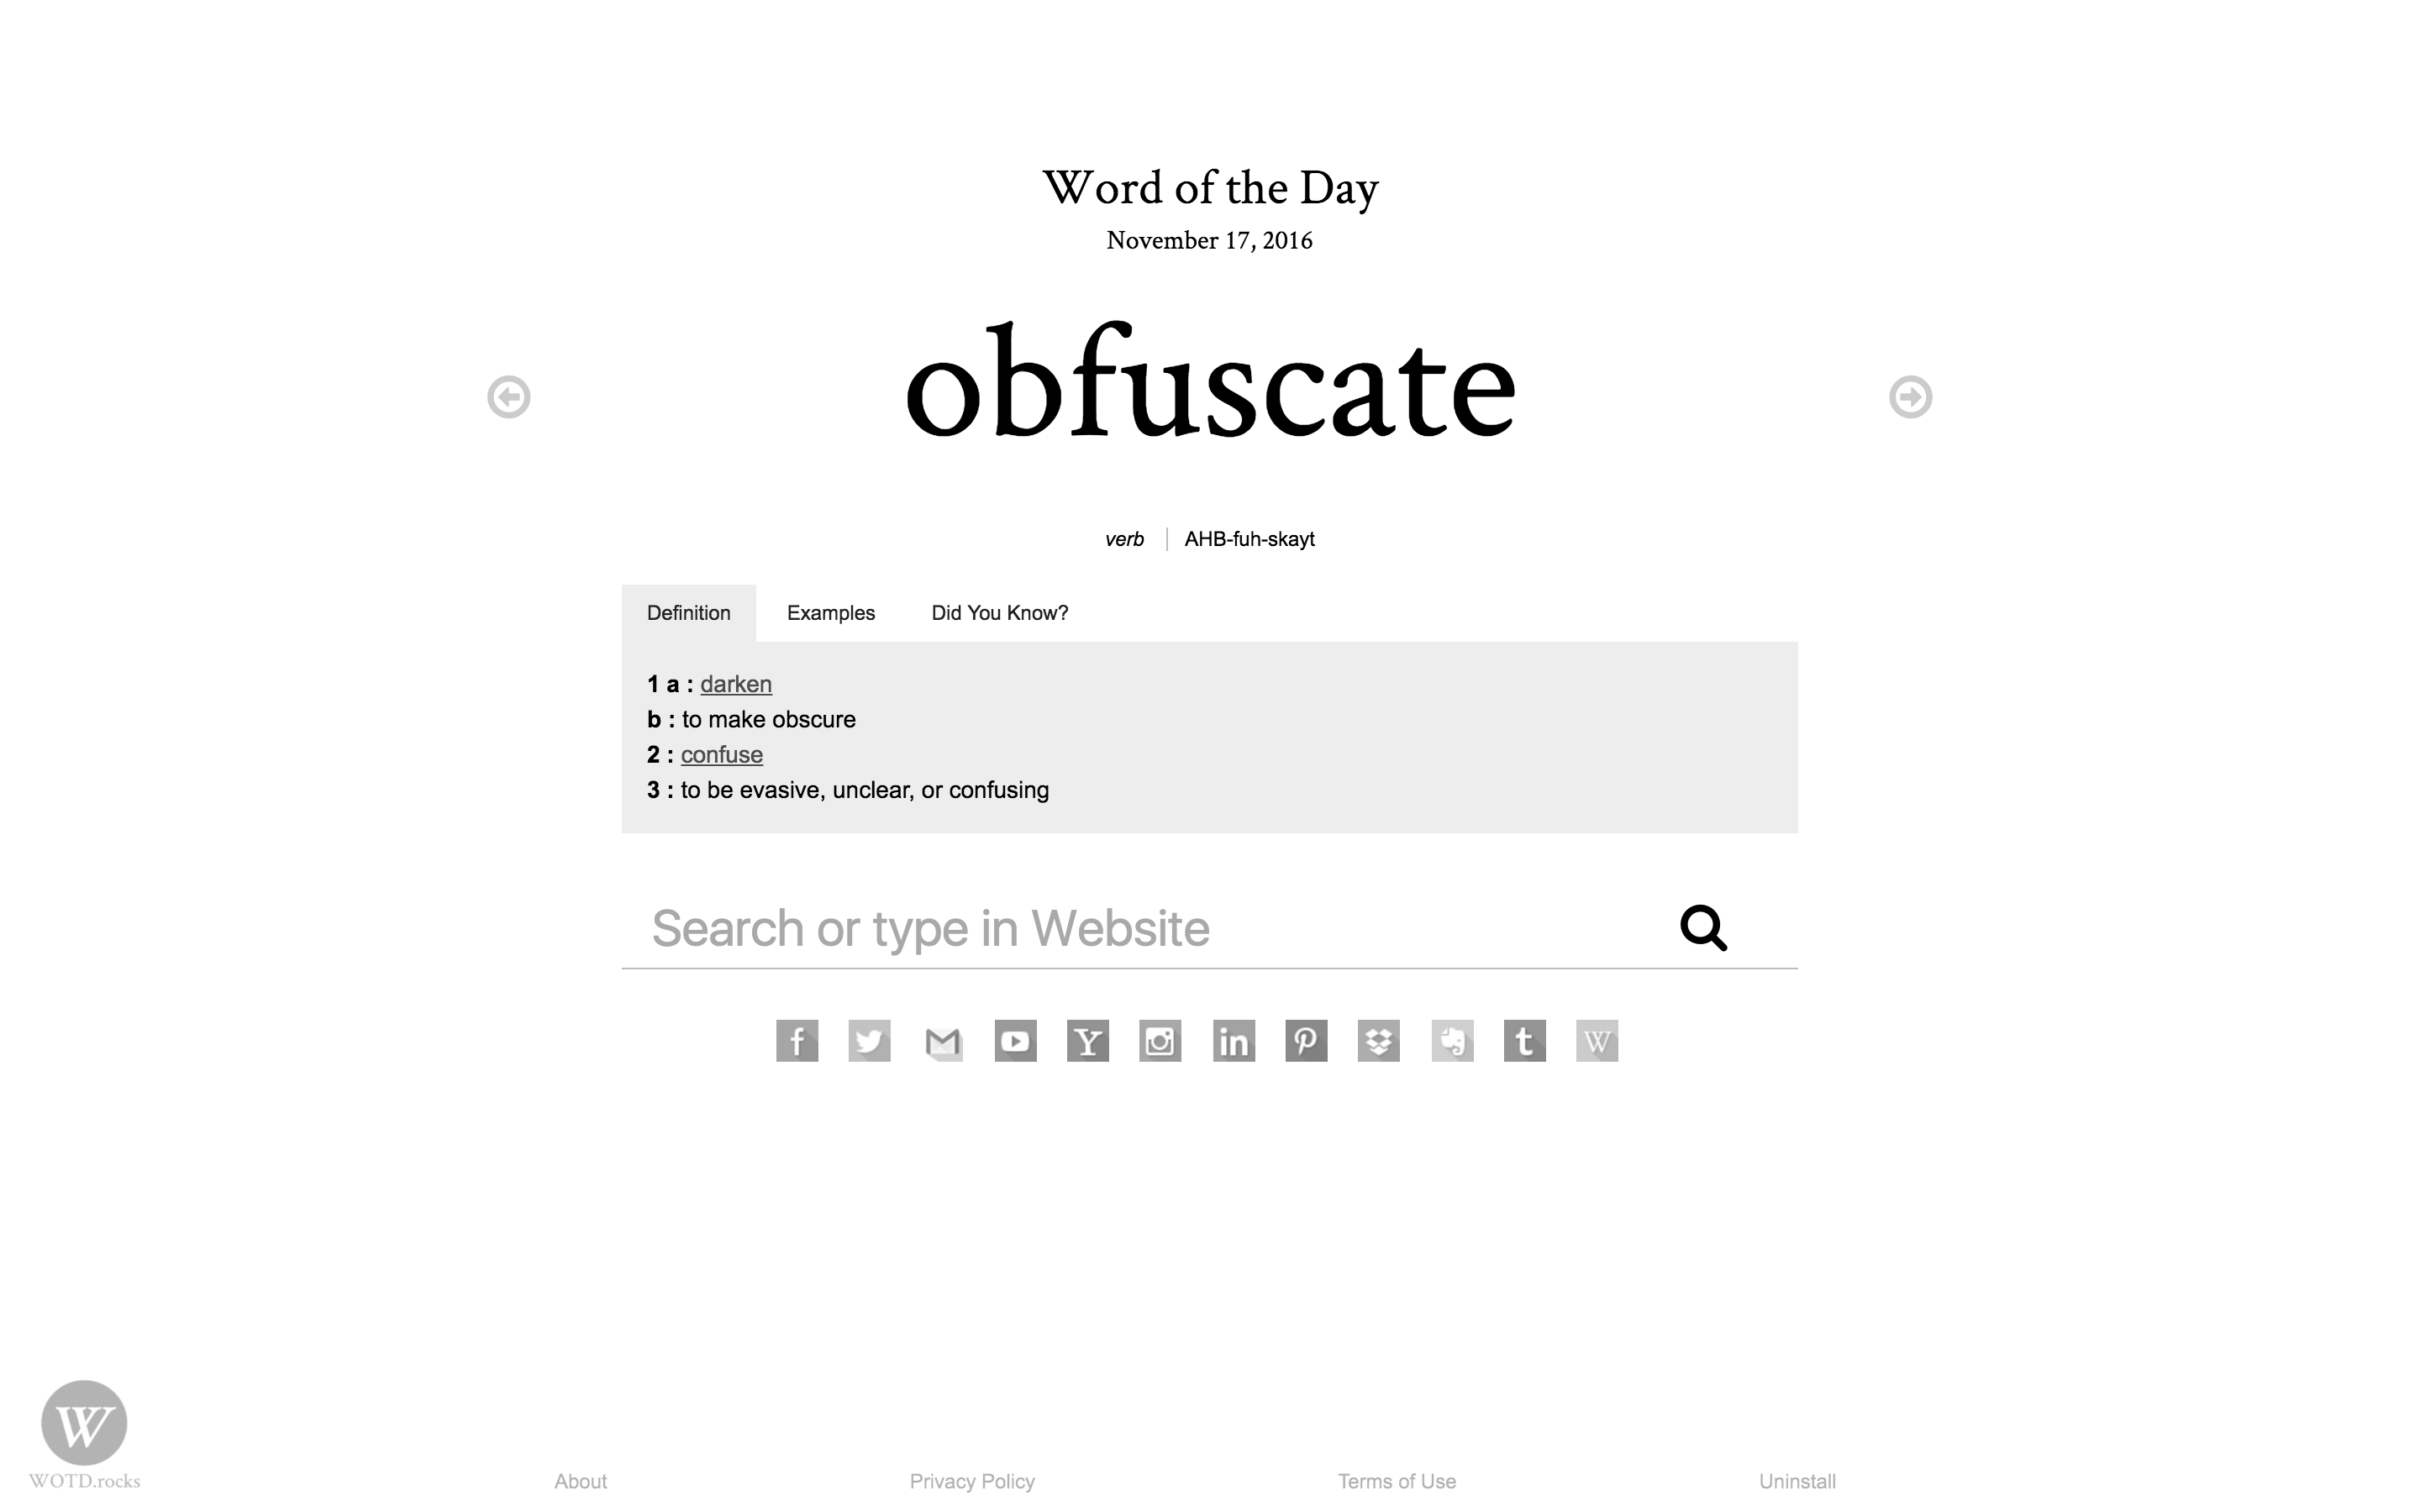 Word of the Day
November 17, 2016
obfuscate
verb | AHB-fuh-skayt
Definition Examples Did You Know?
1 a : darken
b : to make obscure
2 : confuse
3 : to be evasive, unclear, or confusing
Search or type in Website
f M Y in P t W
W
WOTD.rocks
About Privacy Policy Terms of Use Uninstall